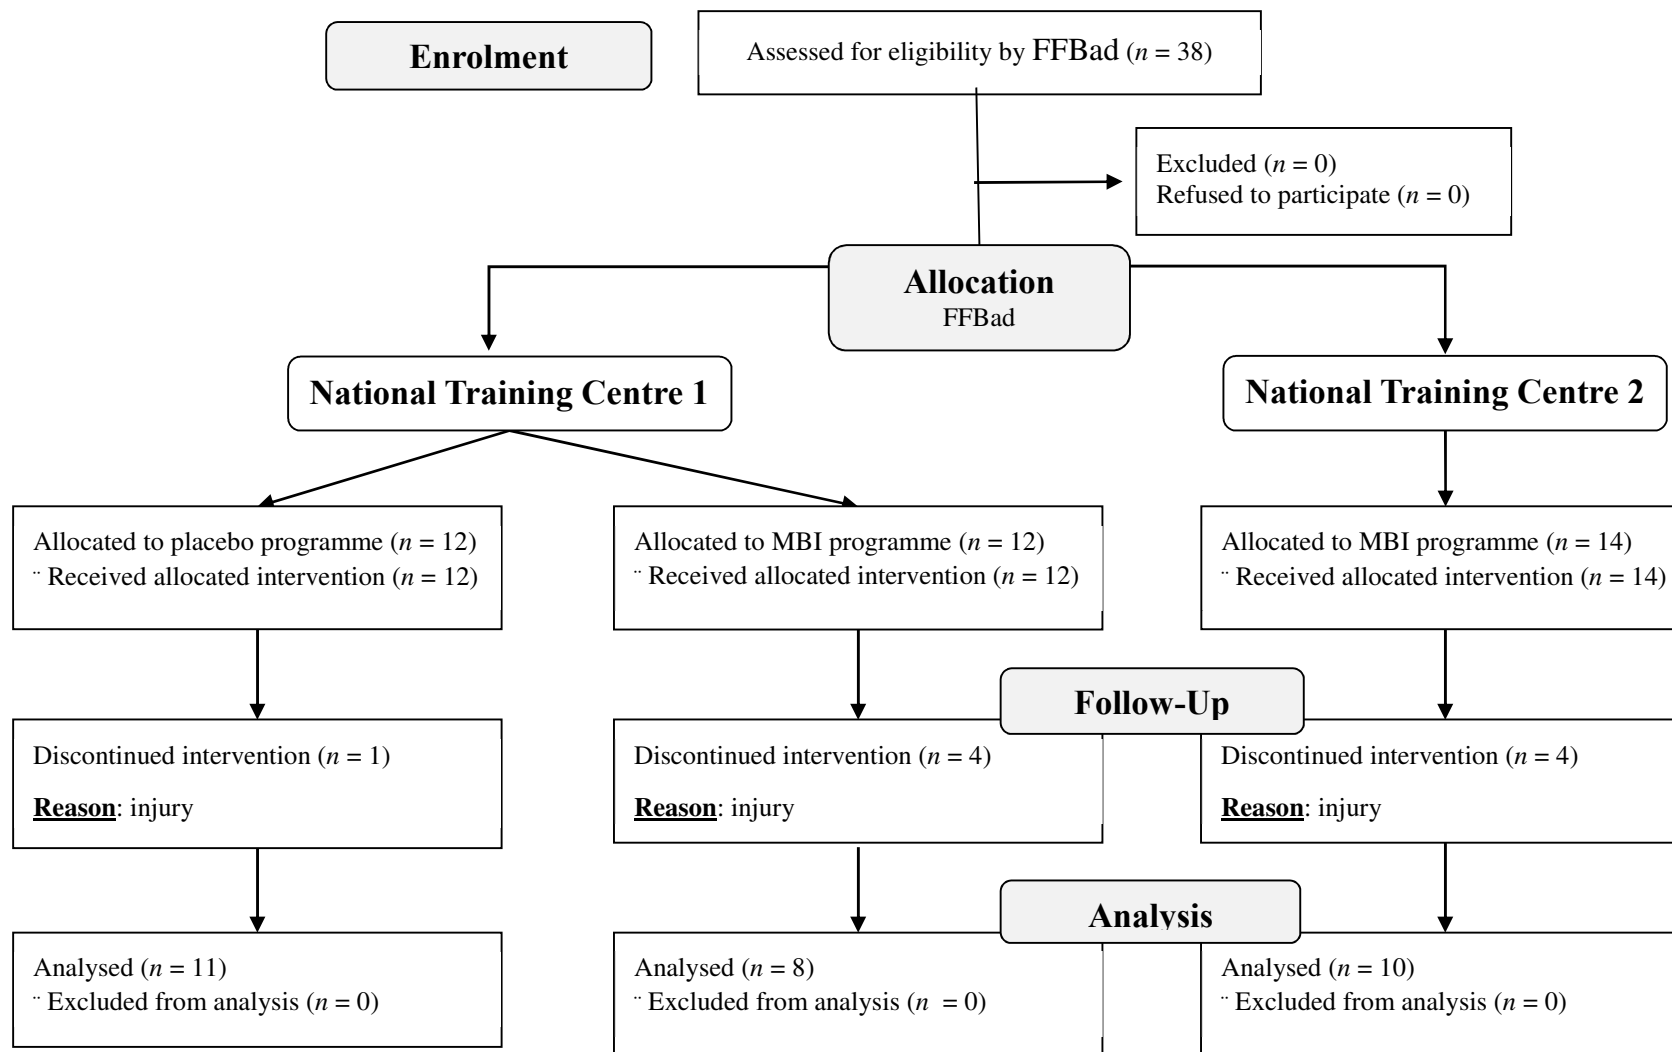 Enrolment
Assessed for eligibility by FFBad (n = 38)
Excluded (n = 0)
Refused to participate (n = 0)
Allocation
FFBad
National Training Centre 1
National Training Centre 2
Allocated to placebo programme (n = 12)
¨ Received allocated intervention (n = 12)
Allocated to MBI programme (n = 12)
¨ Received allocated intervention (n = 12)
Allocated to MBI programme (n = 14)
¨ Received allocated intervention (n = 14)
Follow-Up
Discontinued intervention (n = 1)
Reason: injury
Discontinued intervention (n = 4)
Reason: injury
Discontinued intervention (n = 4)
Reason: injury
Analysis
Analysed (n = 11)
¨ Excluded from analysis (n = 0)
Analysed (n = 8)
¨ Excluded from analysis (n  = 0)
Analysed (n = 10)
¨ Excluded from analysis (n = 0)